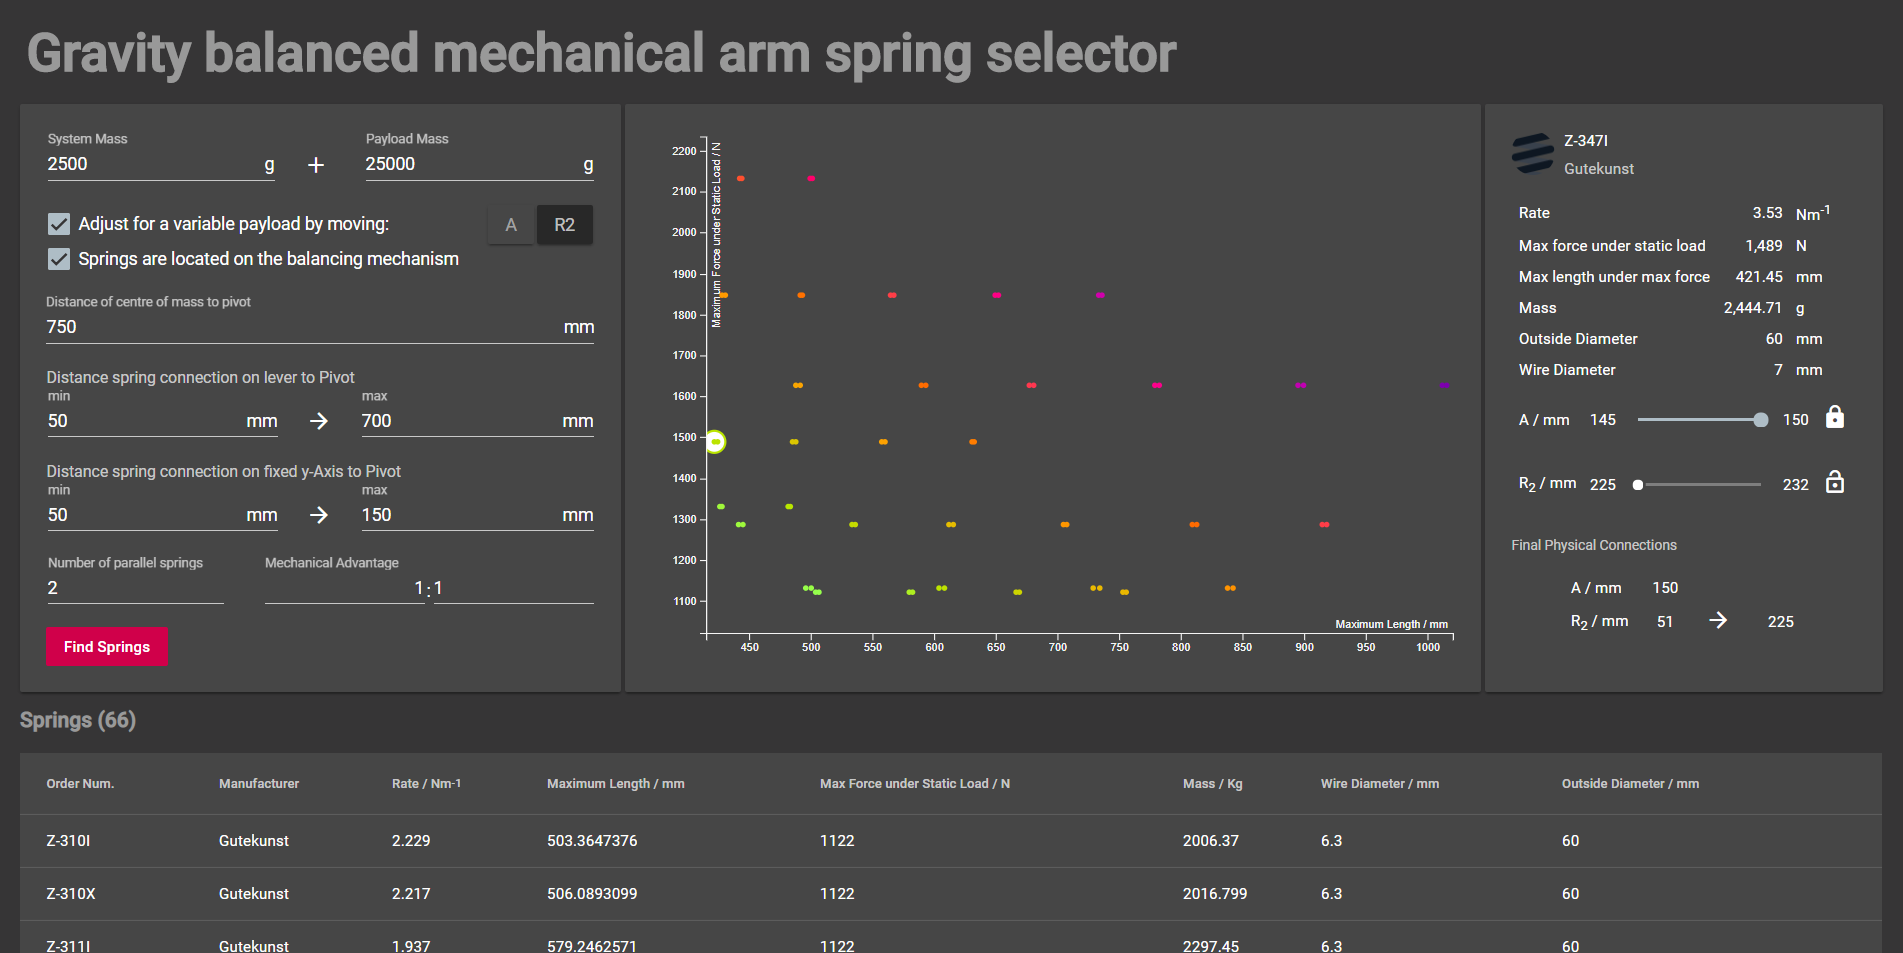 Gravity balanced mechanical arm spring selector
System Mass
2500 g
+
Payload Mass
25000 g
Adjust for a variable payload by moving:
A R2
Springs are located on the balancing mechanism
Distance of centre of mass to pivot
750 mm
Distance spring connection on lever to Pivot
min max
50 mm → 700 mm
Distance spring connection on fixed y-Axis to Pivot
min max
50 mm → 150 mm
Number of parallel springs Mechanical Advantage
2 1 : 1
Find Springs
Maximum Force under Static Load / N
2200
2100
2000
1900
1800
1700
1600
1500
1400
1300
1200
1100
Maximum Length / mm
450 500 550 600 650 700 750 800 850 900 950 1000
Z-347I
Gutekunst
Rate 3.53 Nm-1
Max force under static load 1,489 N
Max length under max force 421.45 mm
Mass 2,444.71 g
Outside Diameter 60 mm
Wire Diameter 7 mm
A / mm 145 150
R2 / mm 225 232
Final Physical Connections
A / mm 150
R2 / mm 51 → 225
Springs (66)
Order Num. Manufacturer Rate / Nm-1 Maximum Length / mm Max Force under Static Load / N Mass / Kg Wire Diameter / mm Outside Diameter / mm
Z-310I Gutekunst 2.229 503.3647376 1122 2006.37 6.3 60
Z-310X Gutekunst 2.217 506.0893099 1122 2016.799 6.3 60
Z-311I Gutekunst 1.937 579.2462571 1122 2297.45 6.3 60